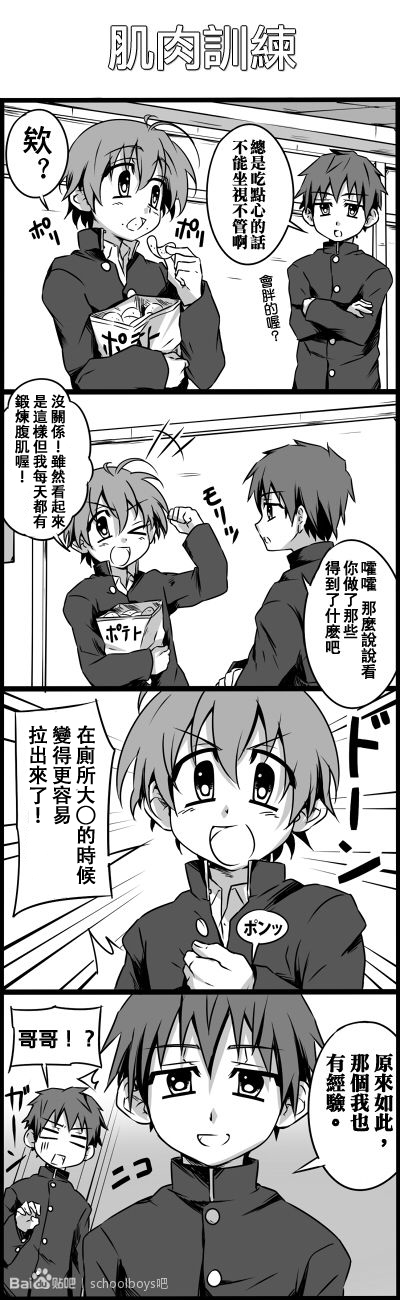 肌肉訓練
總是吃點心的話
不能坐視不管啊
會胖的喔？
欸？
ポリ
ポリ
ポテト
嚯嚯 那麼說說看
你做了那些
得到了什麽吧
モリッ
沒關係！雖然看起來
是這樣但我每天都有
鍛煉腹肌喔！
ポテト
ドーン
在廁所大〇的時候
變得更容易
拉出來了！
ポンッ
原來如此，
那個我也
有經驗。
哥哥！？
ガーン
ニコ
Bai du 贴吧 | schoolboys吧